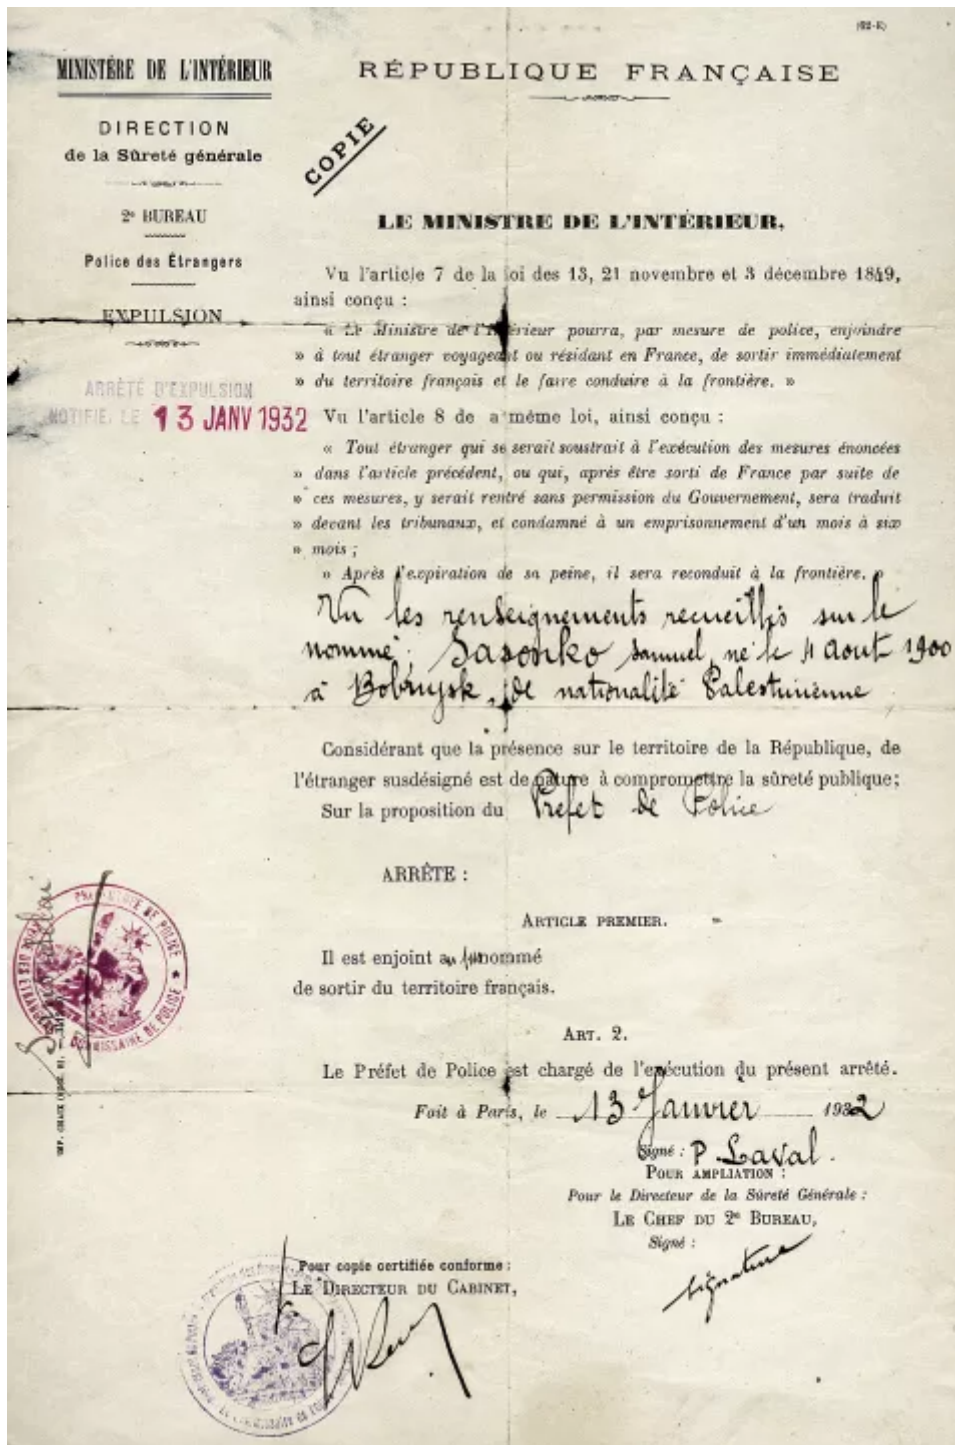 (62-E)
MINISTÈRE DE L'INTÉRIEUR
DIRECTION
de la Sûreté générale
2e BUREAU
Police des Étrangers
EXPULSION
ARRÊTÉ D'EXPULSION
NOTIFIÉ, LE 13 JANV 1932
RÉPUBLIQUE FRANÇAISE
COPIE
LE MINISTRE DE L'INTÉRIEUR,
Vu l'article 7 de la loi des 13, 21 novembre et 3 décembre 1849,
ainsi conçu :
« Le Ministre de l'Intérieur pourra, par mesure de police, enjoindre
» à tout étranger voyageant ou résidant en France, de sortir immédiatement
» du territoire français et le faire conduire à la frontière. »
Vu l'article 8 de a même loi, ainsi conçu :
« Tout étranger qui se serait soustrait à l'exécution des mesures énoncées
» dans l'article précédent, ou qui, après être sorti de France par suite de
» ces mesures, y serait rentré sans permission du Gouvernement, sera traduit
» devant les tribunaux, et condamné à un emprisonnement d'un mois à six
» mois ;
» Après l'expiration de sa peine, il sera reconduit à la frontière. »
Vu les renseignements recueillis sur le
nommé : Sasonko Samuel, né le 11 Aout 1900
à Bobruysk, de nationalité Palestinienne
Considérant que la présence sur le territoire de la République, de
l'étranger susdésigné est de nature à compromettre la sûreté publique;
Sur la proposition du Préfet de Police
ARRÊTE :
ARTICLE PREMIER.
Il est enjoint au nommé
de sortir du territoire français.
ART. 2.
Le Préfet de Police est chargé de l'exécution du présent arrêté.
Fait à Paris, le 13 Janvier 1932
Signé : P Laval.
POUR AMPLIATION :
Pour le Directeur de la Sûreté Générale :
LE CHEF DU 2e BUREAU,
Signé :
signature
Pour copie certifiée conforme :
LE DIRECTEUR DU CABINET,
PRÉFECTURE DE POLICE
COMMISSAIRE DE POLICE